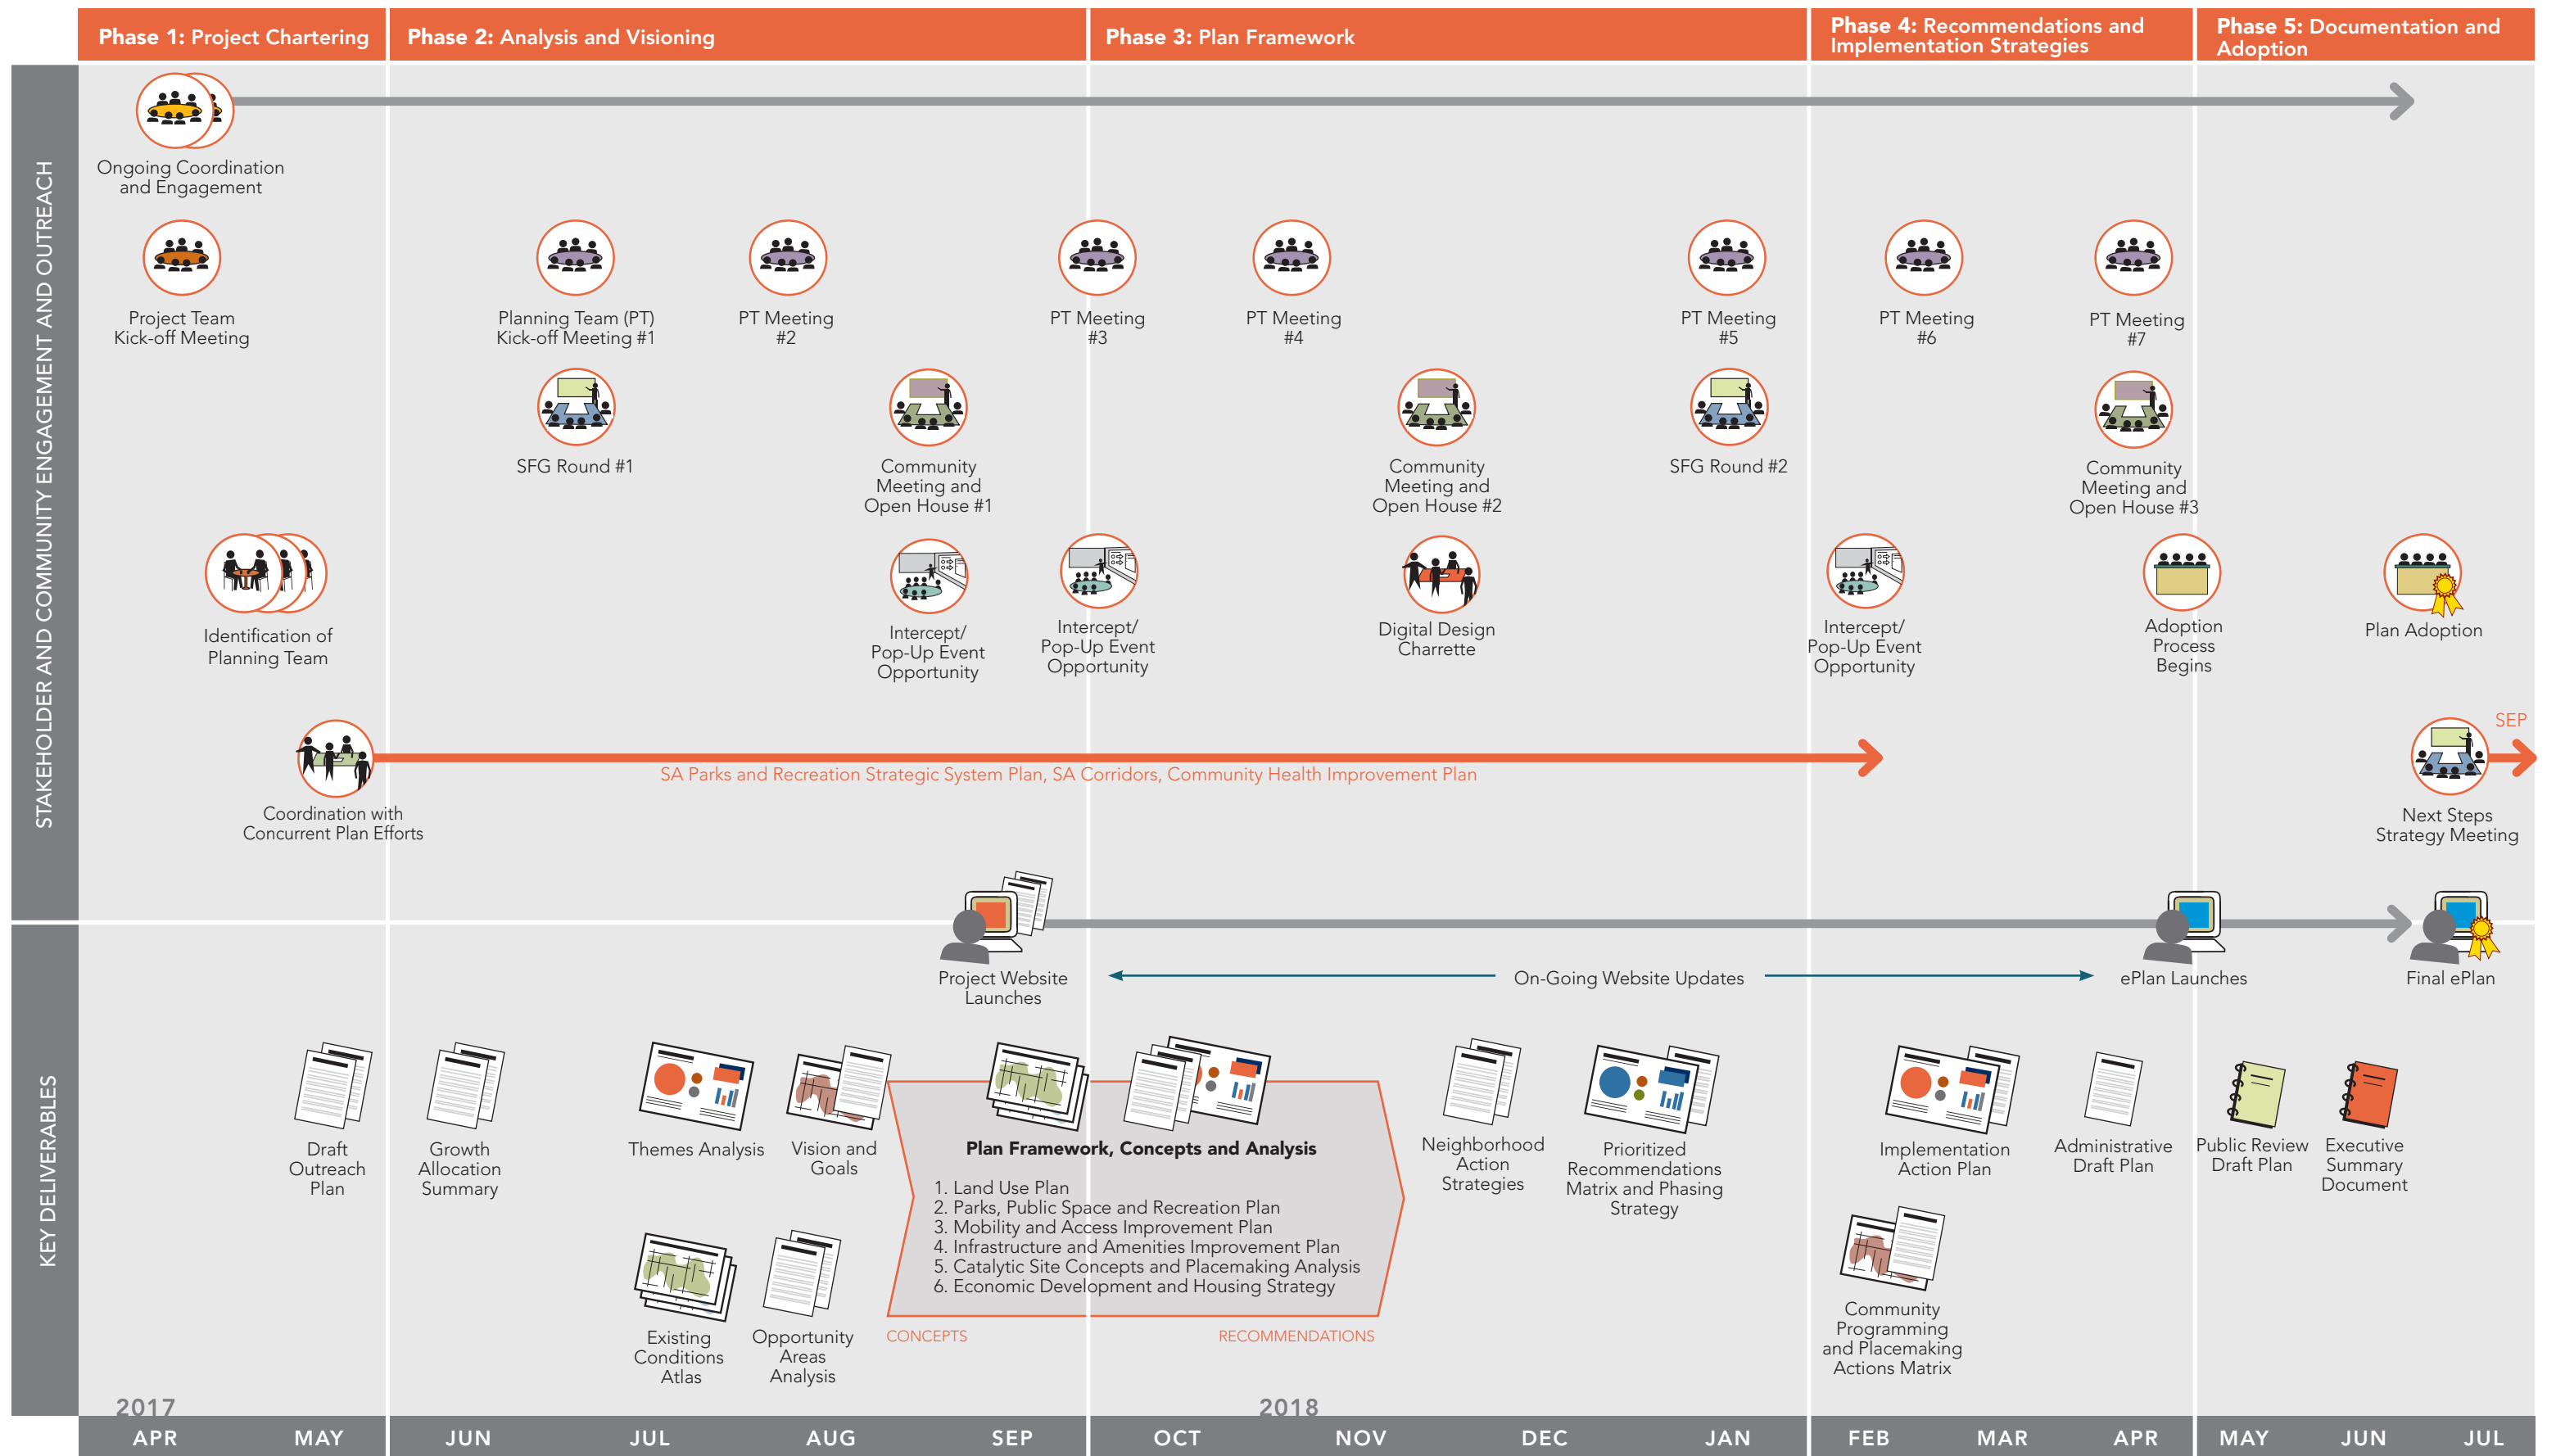 Phase 1: Project Chartering
Phase 2: Analysis and Visioning
Phase 3: Plan Framework
Phase 4: Recommendations and
Implementation Strategies
Phase 5: Documentation and
Adoption
STAKEHOLDER AND COMMUNITY ENGAGEMENT AND OUTREACH
Ongoing Coordination
and Engagement
Project Team
Kick-off Meeting
Planning Team (PT)
Kick-off Meeting #1
PT Meeting
#2
PT Meeting
#3
PT Meeting
#4
PT Meeting
#5
PT Meeting
#6
PT Meeting
#7
SFG Round #1
Community
Meeting and
Open House #1
Community
Meeting and
Open House #2
SFG Round #2
Community
Meeting and
Open House #3
Identification of
Planning Team
Intercept/
Pop-Up Event
Opportunity
Intercept/
Pop-Up Event
Opportunity
Digital Design
Charrette
Intercept/
Pop-Up Event
Opportunity
Adoption
Process
Begins
Plan Adoption
SEP
SA Parks and Recreation Strategic System Plan, SA Corridors, Community Health Improvement Plan
Coordination with
Concurrent Plan Efforts
Next Steps
Strategy Meeting
Project Website
Launches
On-Going Website Updates
ePlan Launches
Final ePlan
KEY DELIVERABLES
Draft
Outreach
Plan
Growth
Allocation
Summary
Themes Analysis
Vision and
Goals
Plan Framework, Concepts and Analysis
1. Land Use Plan
2. Parks, Public Space and Recreation Plan
3. Mobility and Access Improvement Plan
4. Infrastructure and Amenities Improvement Plan
5. Catalytic Site Concepts and Placemaking Analysis
6. Economic Development and Housing Strategy
Neighborhood
Action
Strategies
Prioritized
Recommendations
Matrix and Phasing
Strategy
Implementation
Action Plan
Administrative
Draft Plan
Public Review
Draft Plan
Executive
Summary
Document
Existing
Conditions
Atlas
Opportunity
Areas
Analysis
CONCEPTS
RECOMMENDATIONS
Community
Programming
and Placemaking
Actions Matrix
2017
2018
APR
MAY
JUN
JUL
AUG
SEP
OCT
NOV
DEC
JAN
FEB
MAR
APR
MAY
JUN
JUL